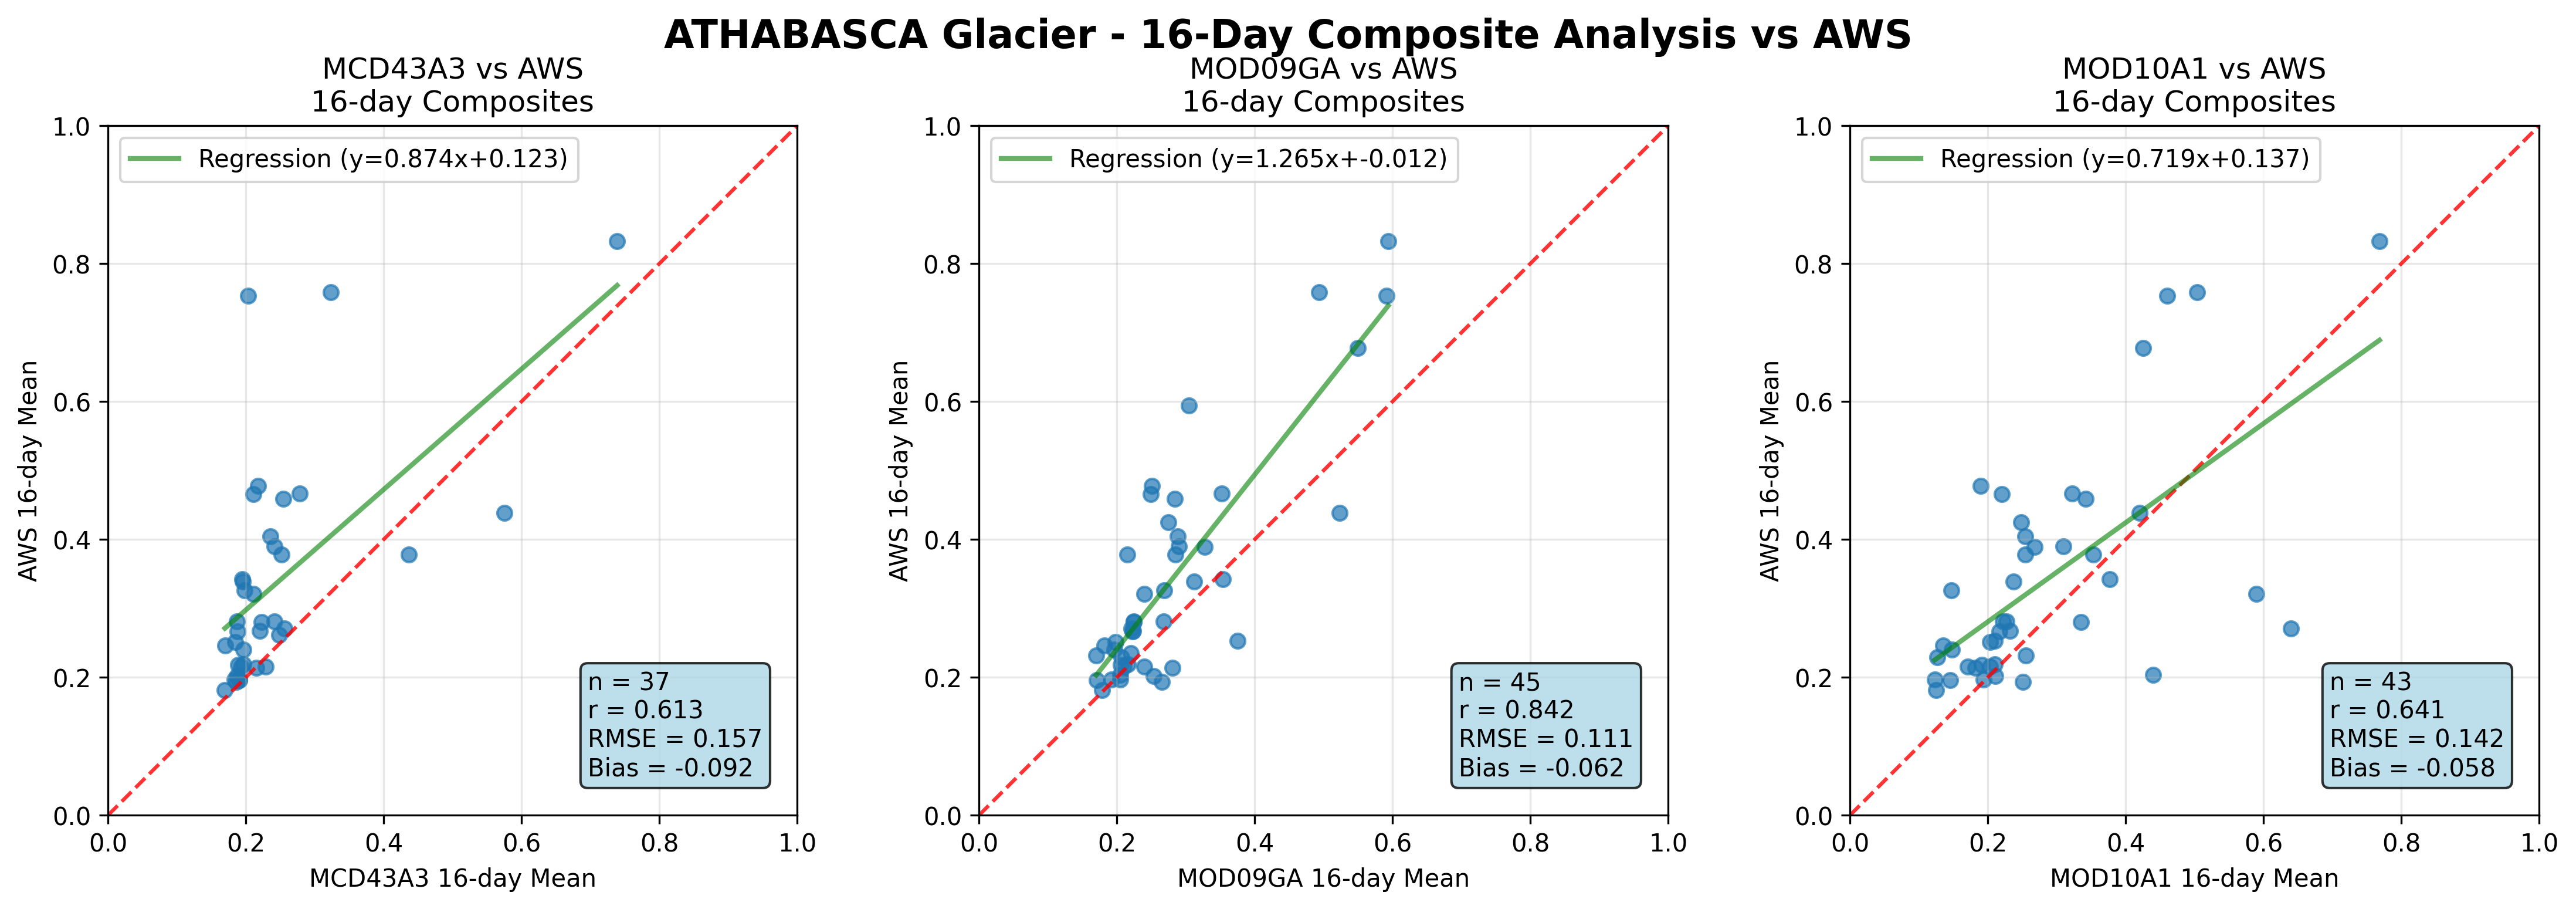 ATHABASCA Glacier - 16-Day Composite Analysis vs AWS
MCD43A3 vs AWS
16-day Composites
Regression (y=0.874x+0.123)
1.0
0.8
0.6
0.4
0.2
0.0
AWS 16-day Mean
n = 37
r = 0.613
RMSE = 0.157
Bias = -0.092
0.0 0.2 0.4 0.6 0.8 1.0
MCD43A3 16-day Mean
MOD09GA vs AWS
16-day Composites
Regression (y=1.265x+-0.012)
1.0
0.8
0.6
0.4
0.2
0.0
AWS 16-day Mean
n = 45
r = 0.842
RMSE = 0.111
Bias = -0.062
0.0 0.2 0.4 0.6 0.8 1.0
MOD09GA 16-day Mean
MOD10A1 vs AWS
16-day Composites
Regression (y=0.719x+0.137)
1.0
0.8
0.6
0.4
0.2
0.0
AWS 16-day Mean
n = 43
r = 0.641
RMSE = 0.142
Bias = -0.058
0.0 0.2 0.4 0.6 0.8 1.0
MOD10A1 16-day Mean